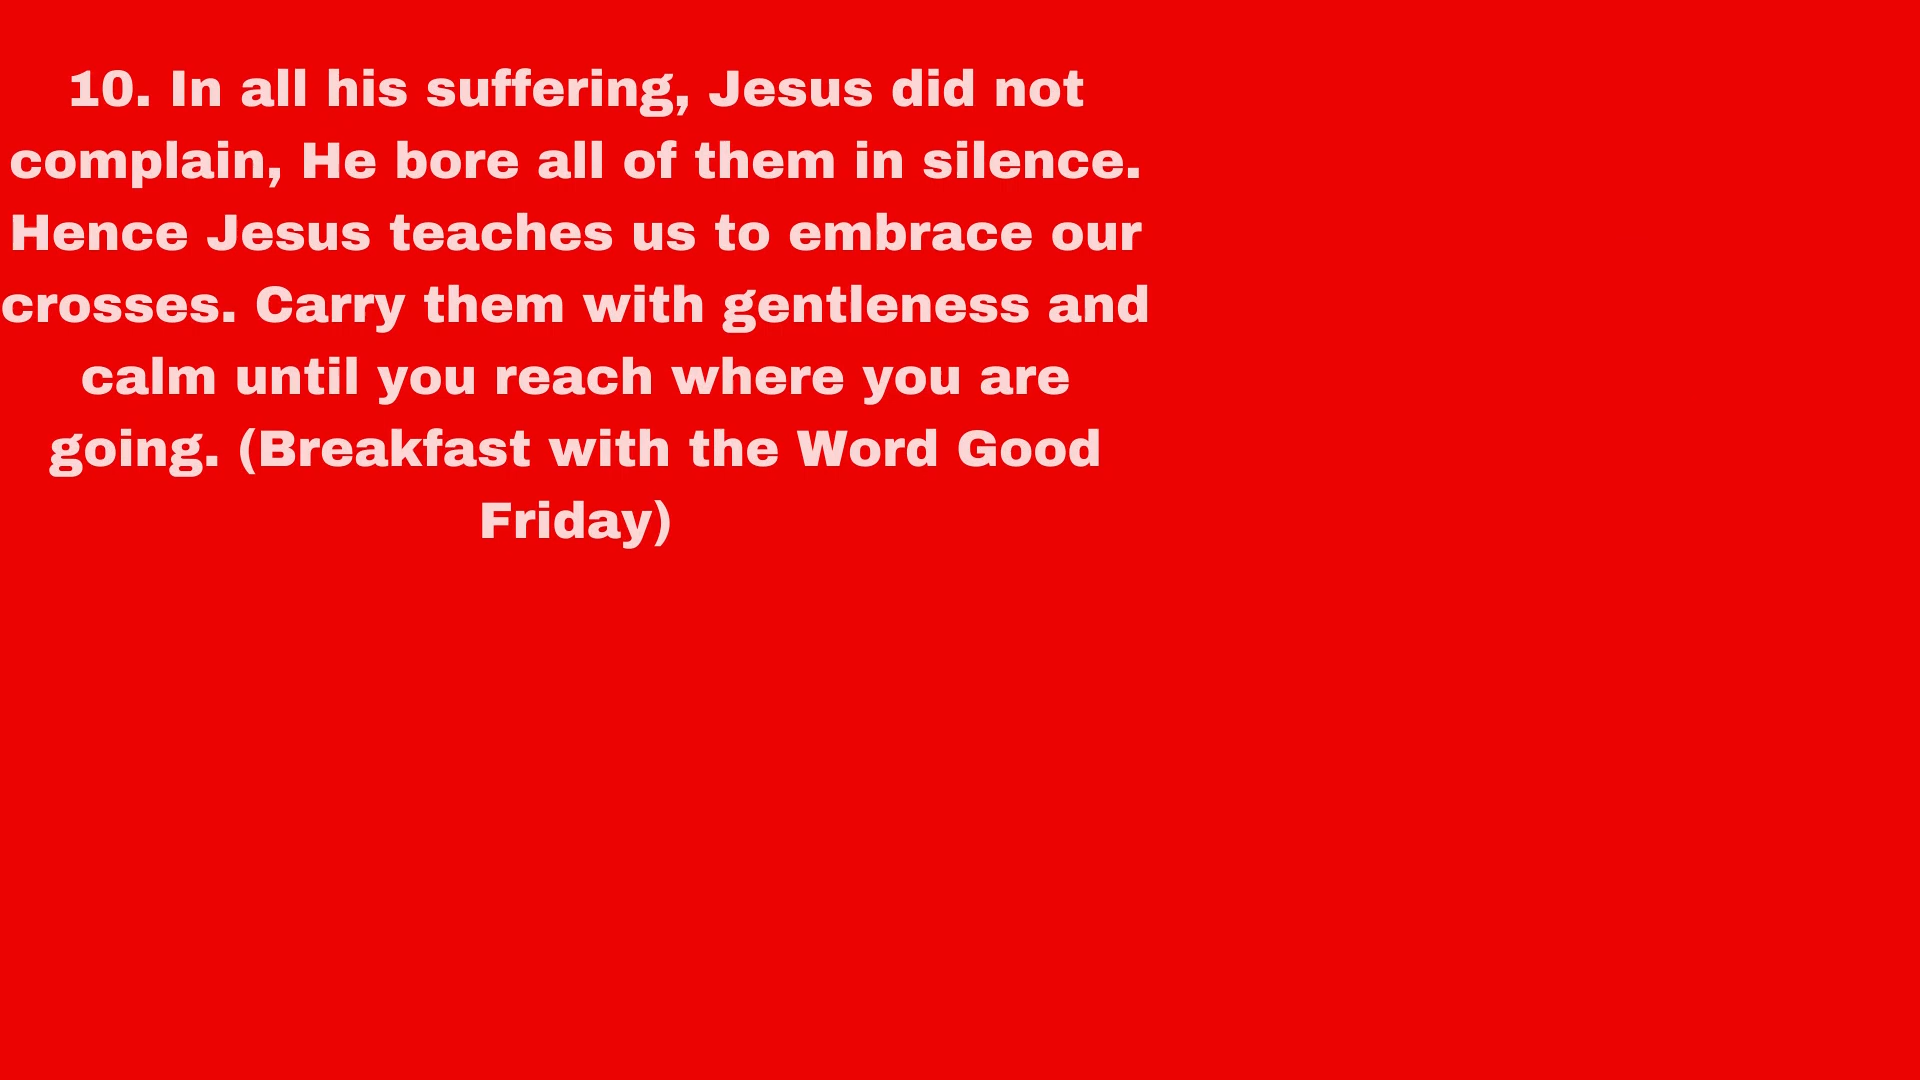 10. In all his suffering, Jesus did not
complain, He bore all of them in silence.
Hence Jesus teaches us to embrace our
crosses. Carry them with gentleness and
calm until you reach where you are
going. (Breakfast with the Word Good
Friday)